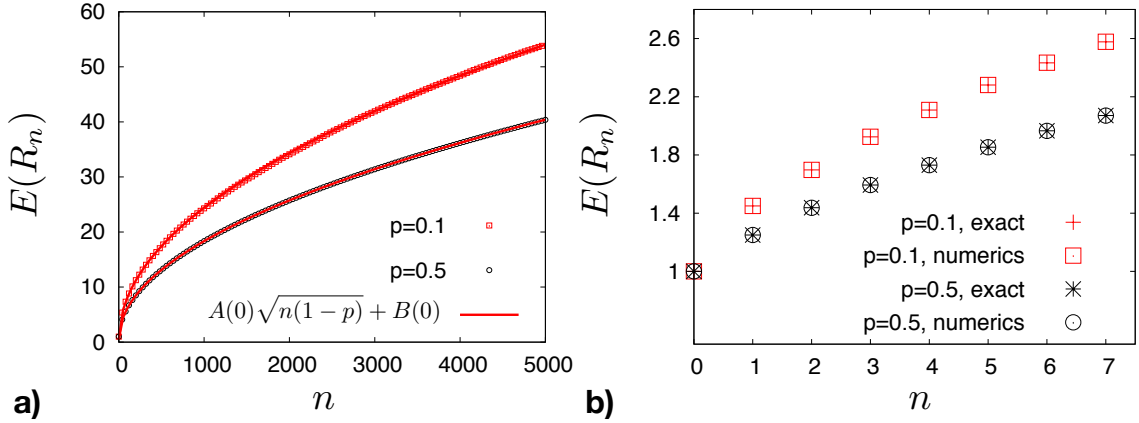 60
50
40
30
20
10
0
E(R_n)
p=0.1
p=0.5
A(0)\sqrt{n(1-p)} + B(0)
0 1000 2000 3000 4000 5000
n
a)
2.6
2.2
1.8
1.4
1
E(R_n)
p=0.1, exact
p=0.1, numerics
p=0.5, exact
p=0.5, numerics
0 1 2 3 4 5 6 7
n
b)